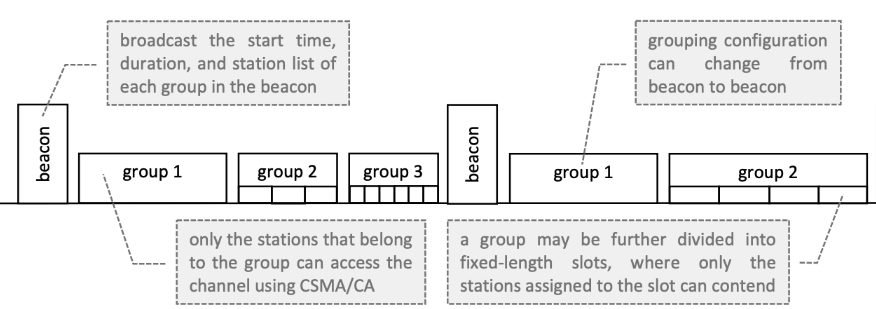 broadcast the start time,
duration, and station list of
each group in the beacon
grouping configuration
can change from
beacon to beacon
beacon
group 1
group 2
group 3
beacon
group 1
group 2
only the stations that belong
to the group can access the
channel using CSMA/CA
a group may be further divided into
fixed-length slots, where only the
stations assigned to the slot can contend